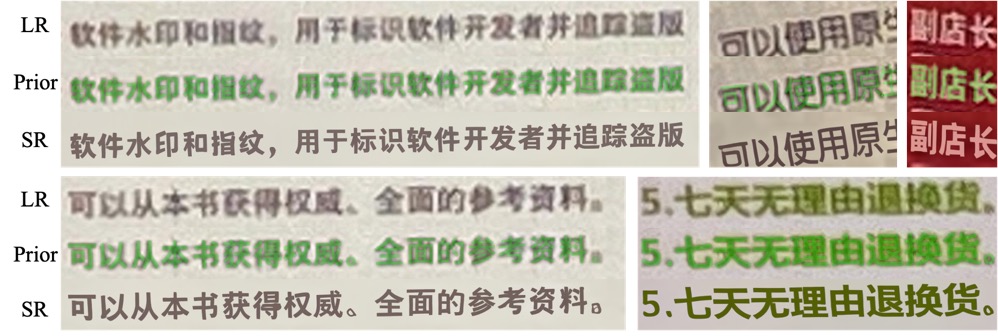 LR 软件水印和指纹，用于标识软件开发者并追踪盗版 可以使用原生 副店长
Prior 软件水印和指纹，用于标识软件开发者并追踪盗版 可以使用原生 副店长
SR 软件水印和指纹，用于标识软件开发者并追踪盗版 可以使用原生 副店长
LR 可以从本书获得权威、全面的参考资料。 5.七天无理由退换货。
Prior 可以从本书获得权威、全面的参考资料。 5.七天无理由退换货。
SR 可以从本书获得权威、全面的参考资料。 5.七天无理由退换货。